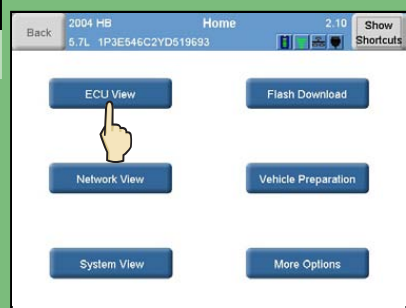 Back
2004 HB Home 2.10
5.7L 1P3E546C2YD519693
Show
Shortcuts
ECU View
Flash Download
Network View
Vehicle Preparation
System View
More Options